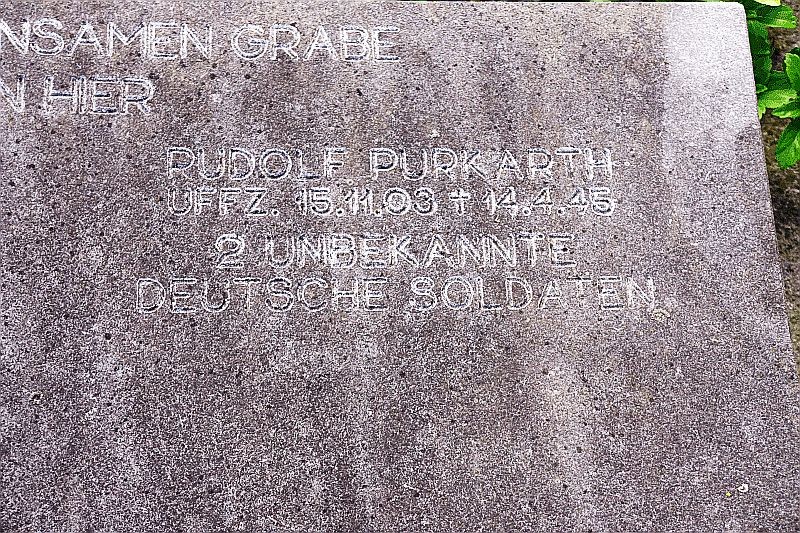 NSAMEN GRABE
N HIER
RUDOLF PURKARTH
UFFZ. 15.11.03 † 14.4.45
2 UNBEKANNTE
DEUTSCHE SOLDATEN